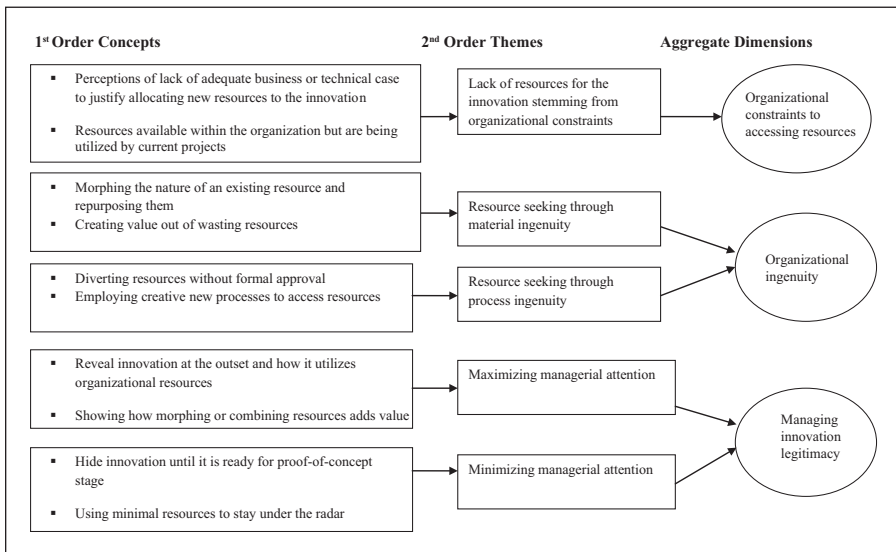 1st Order Concepts
2nd Order Themes
Aggregate Dimensions
▪ Perceptions of lack of adequate business or technical case
to justify allocating new resources to the innovation
▪ Resources available within the organization but are being
utilized by current projects
Lack of resources for the
innovation stemming from
organizational constraints
Organizational
constraints to
accessing resources
▪ Morphing the nature of an existing resource and
repurposing them
▪ Creating value out of wasting resources
Resource seeking through
material ingenuity
▪ Diverting resources without formal approval
▪ Employing creative new processes to access resources
Resource seeking through
process ingenuity
Organizational
ingenuity
▪ Reveal innovation at the outset and how it utilizes
organizational resources
▪ Showing how morphing or combining resources adds value
Maximizing managerial attention
▪ Hide innovation until it is ready for proof-of-concept
stage
▪ Using minimal resources to stay under the radar
Minimizing managerial attention
Managing
innovation
legitimacy